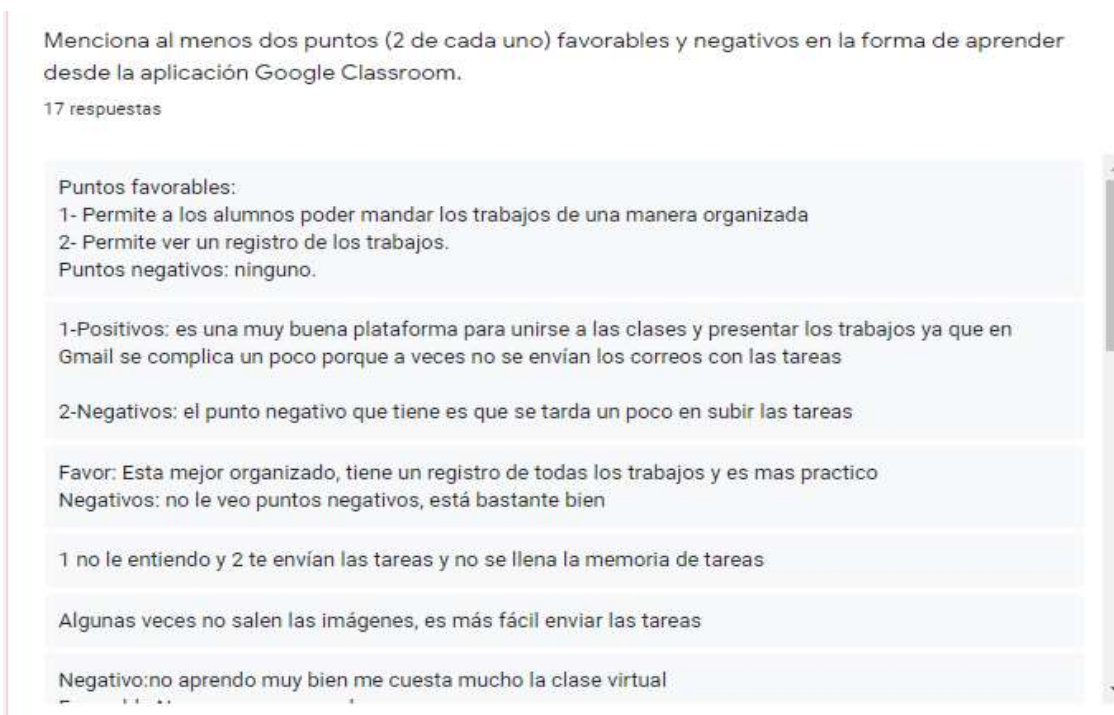 Menciona al menos dos puntos (2 de cada uno) favorables y negativos en la forma de aprender
desde la aplicación Google Classroom.
17 respuestas
Puntos favorables:
1- Permite a los alumnos poder mandar los trabajos de una manera organizada
2- Permite ver un registro de los trabajos.
Puntos negativos: ninguno.
1-Positivos: es una muy buena plataforma para unirse a las clases y presentar los trabajos ya que en
Gmail se complica un poco porque a veces no se envían los correos con las tareas
2-Negativos: el punto negativo que tiene es que se tarda un poco en subir las tareas
Favor: Esta mejor organizado, tiene un registro de todas los trabajos y es mas practico
Negativos: no le veo puntos negativos, está bastante bien
1 no le entiendo y 2 te envían las tareas y no se llena la memoria de tareas
Algunas veces no salen las imágenes, es más fácil enviar las tareas
Negativo:no aprendo muy bien me cuesta mucho la clase virtual